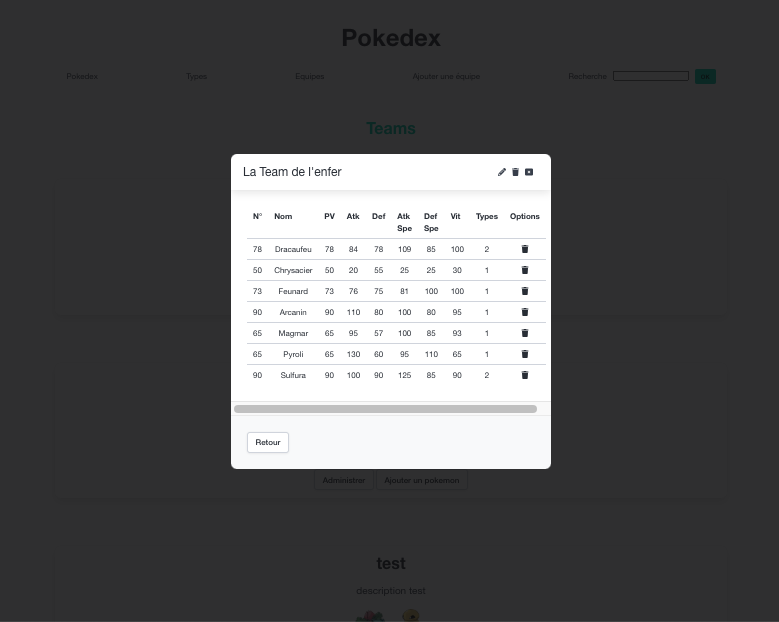 Pokedex
Pokedex Types Equipes Ajouter une équipe Recherche
Teams
La Team de l'enfer
N° Nom PV Atk Def Atk Spe Def Spe Vit Types Options
78 Dracaufeu 78 84 78 109 85 100 2
50 Chrysacier 50 20 55 25 25 30 1
73 Feunard 73 76 75 81 100 100 1
90 Arcanin 90 110 80 100 80 95 1
65 Magmar 65 95 57 100 85 93 1
65 Pyroli 65 130 60 95 110 65 1
90 Sulfura 90 100 90 125 85 90 2
Retour
Administrer Ajouter un pokemon
test
description test